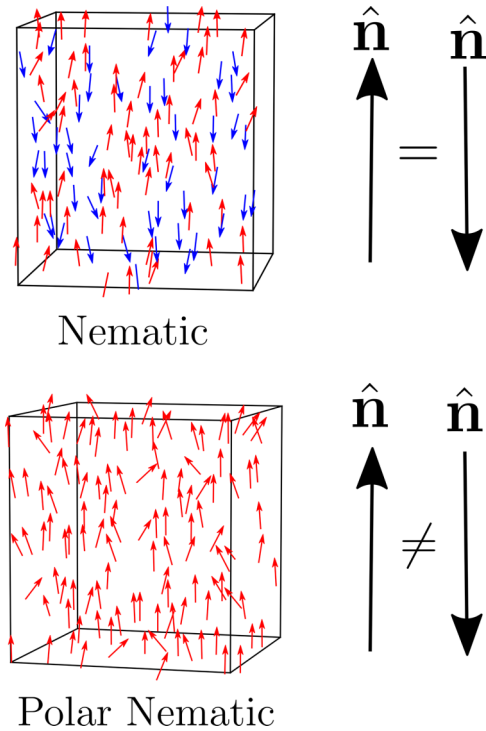 n̂ n̂
=
Nematic
n̂ n̂
≠
Polar Nematic